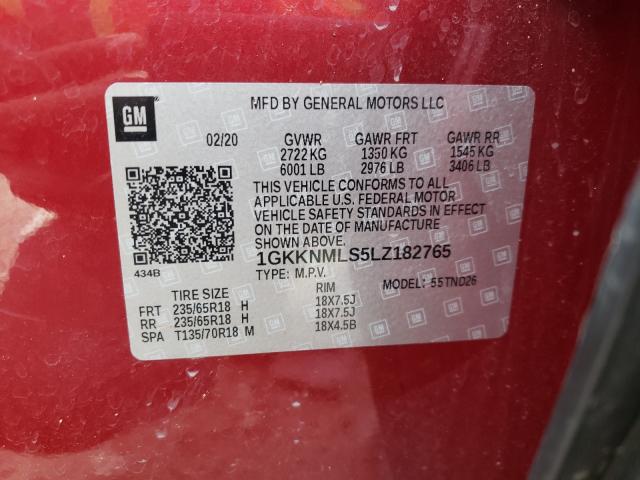 GM
MFD BY GENERAL MOTORS LLC
02/20 GVWR GAWR FRT GAWR RR
2722 KG 1350 KG 1545 KG
6001 LB 2976 LB 3406 LB
THIS VEHICLE CONFORMS TO ALL
APPLICABLE U.S. FEDERAL MOTOR
VEHICLE SAFETY STANDARDS IN EFFECT
ON THE DATE OF MANUFACTURE
SHOWN ABOVE.
434B
1GKKNMLS5LZ182765
TYPE: M.P.V. MODEL: 55TND26
TIRE SIZE RIM
FRT 235/65R18 H 18X7.5J
RR 235/65R18 H 18X7.5J
SPA T135/70R18 M 18X4.5B